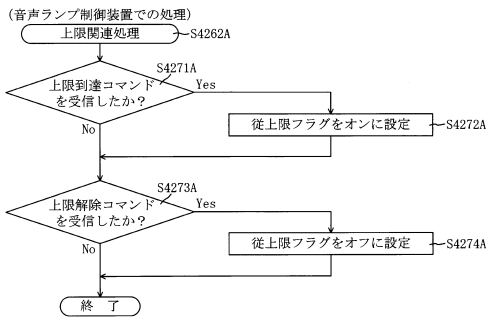 (音声ランプ制御装置での処理)
上限関連処理
S4262A
S4271A
上限到達コマンド
を受信したか？
Yes
No
従上限フラグをオンに設定
S4272A
S4273A
上限解除コマンド
を受信したか？
Yes
No
従上限フラグをオフに設定
S4274A
終 了